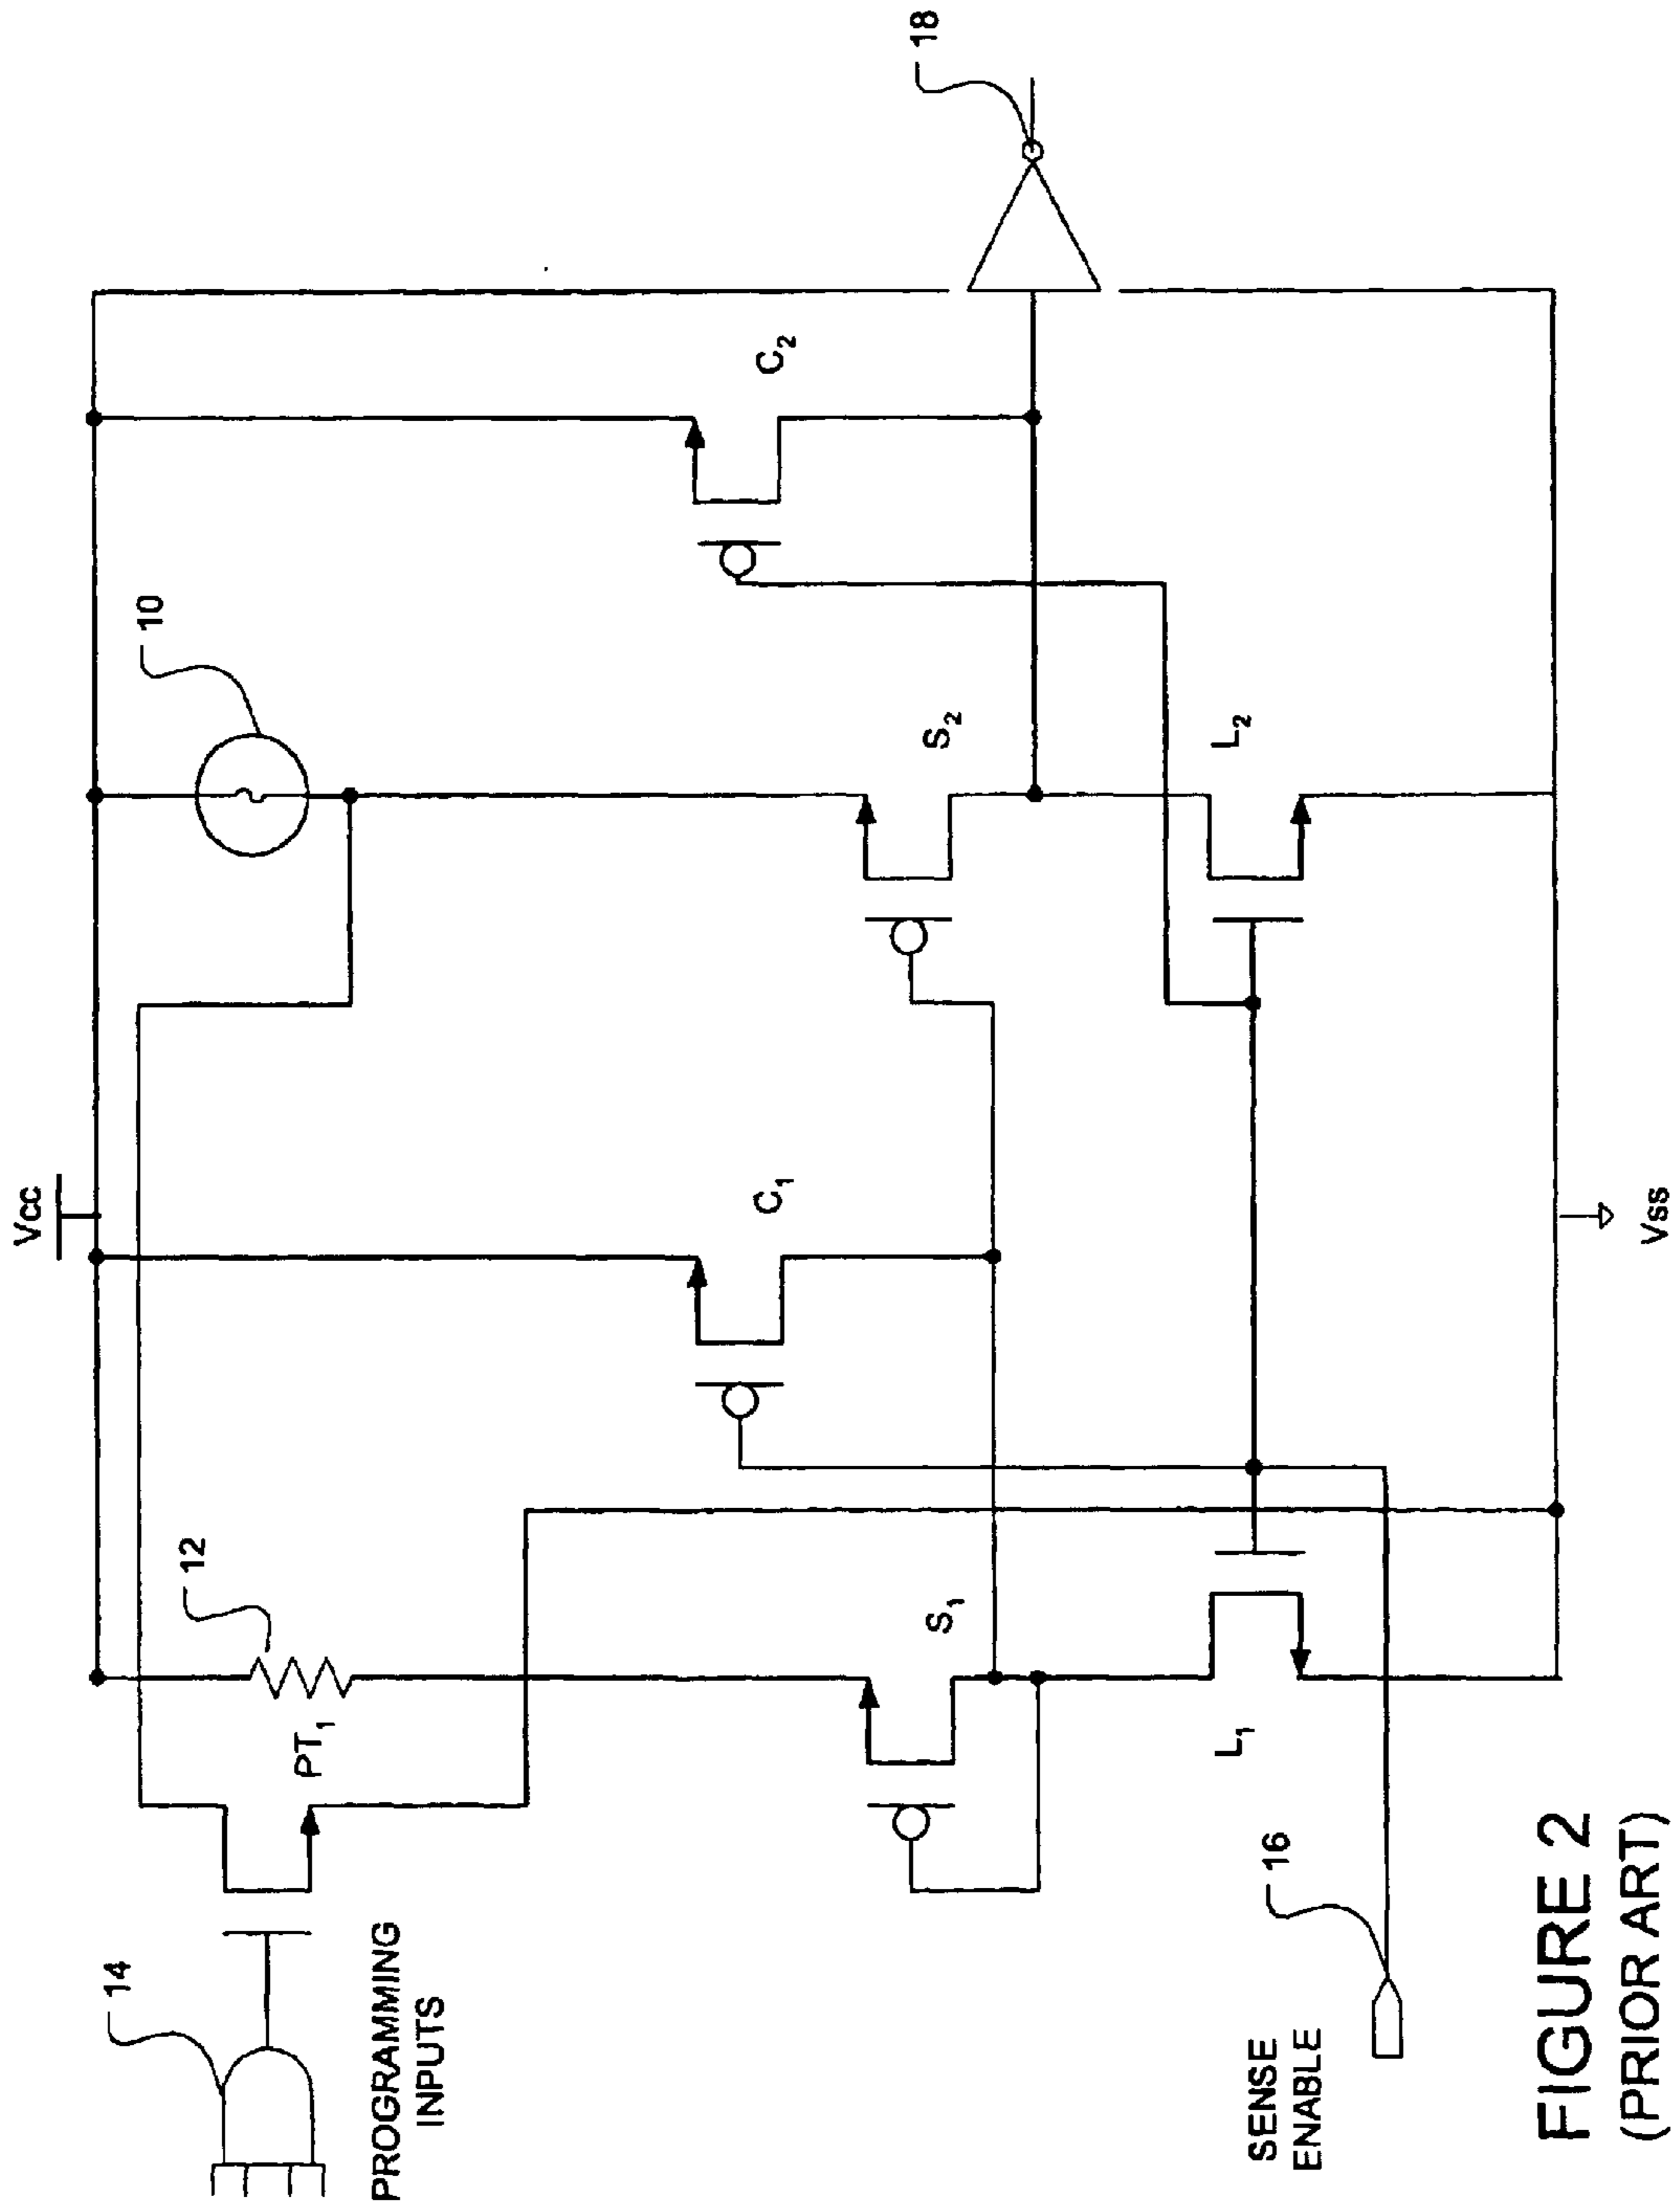 Vcc
14
PROGRAMMING
INPUTS
PT1
12
10
C1
C2
18
S1
S2
L1
L2
SENSE
ENABLE
16
Vss
FIGURE 2
(PRIOR ART)